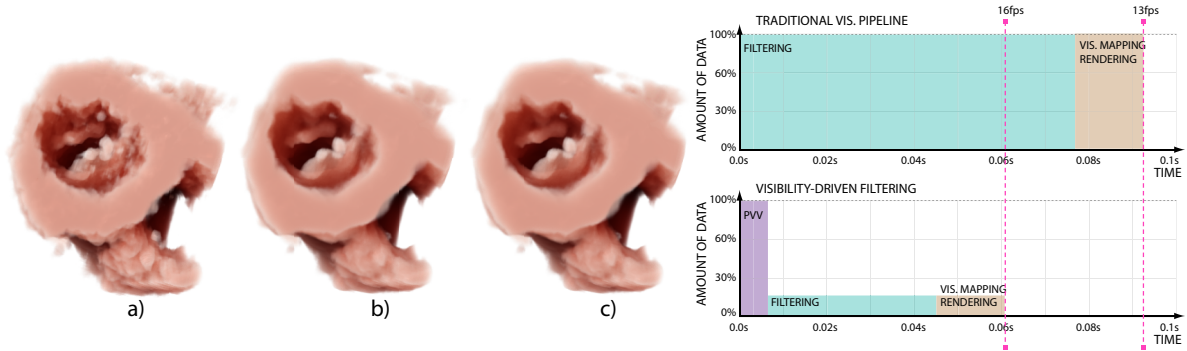 a)
b)
c)
16fps
13fps
TRADITIONAL VIS. PIPELINE
AMOUNT OF DATA
100%
60%
30%
0%
FILTERING
VIS. MAPPING
RENDERING
0.0s
0.02s
0.04s
0.06s
0.08s
0.1s
TIME
VISIBILITY-DRIVEN FILTERING
AMOUNT OF DATA
100%
60%
30%
0%
PVV
FILTERING
VIS. MAPPING
RENDERING
0.0s
0.02s
0.04s
0.06s
0.08s
0.1s
TIME